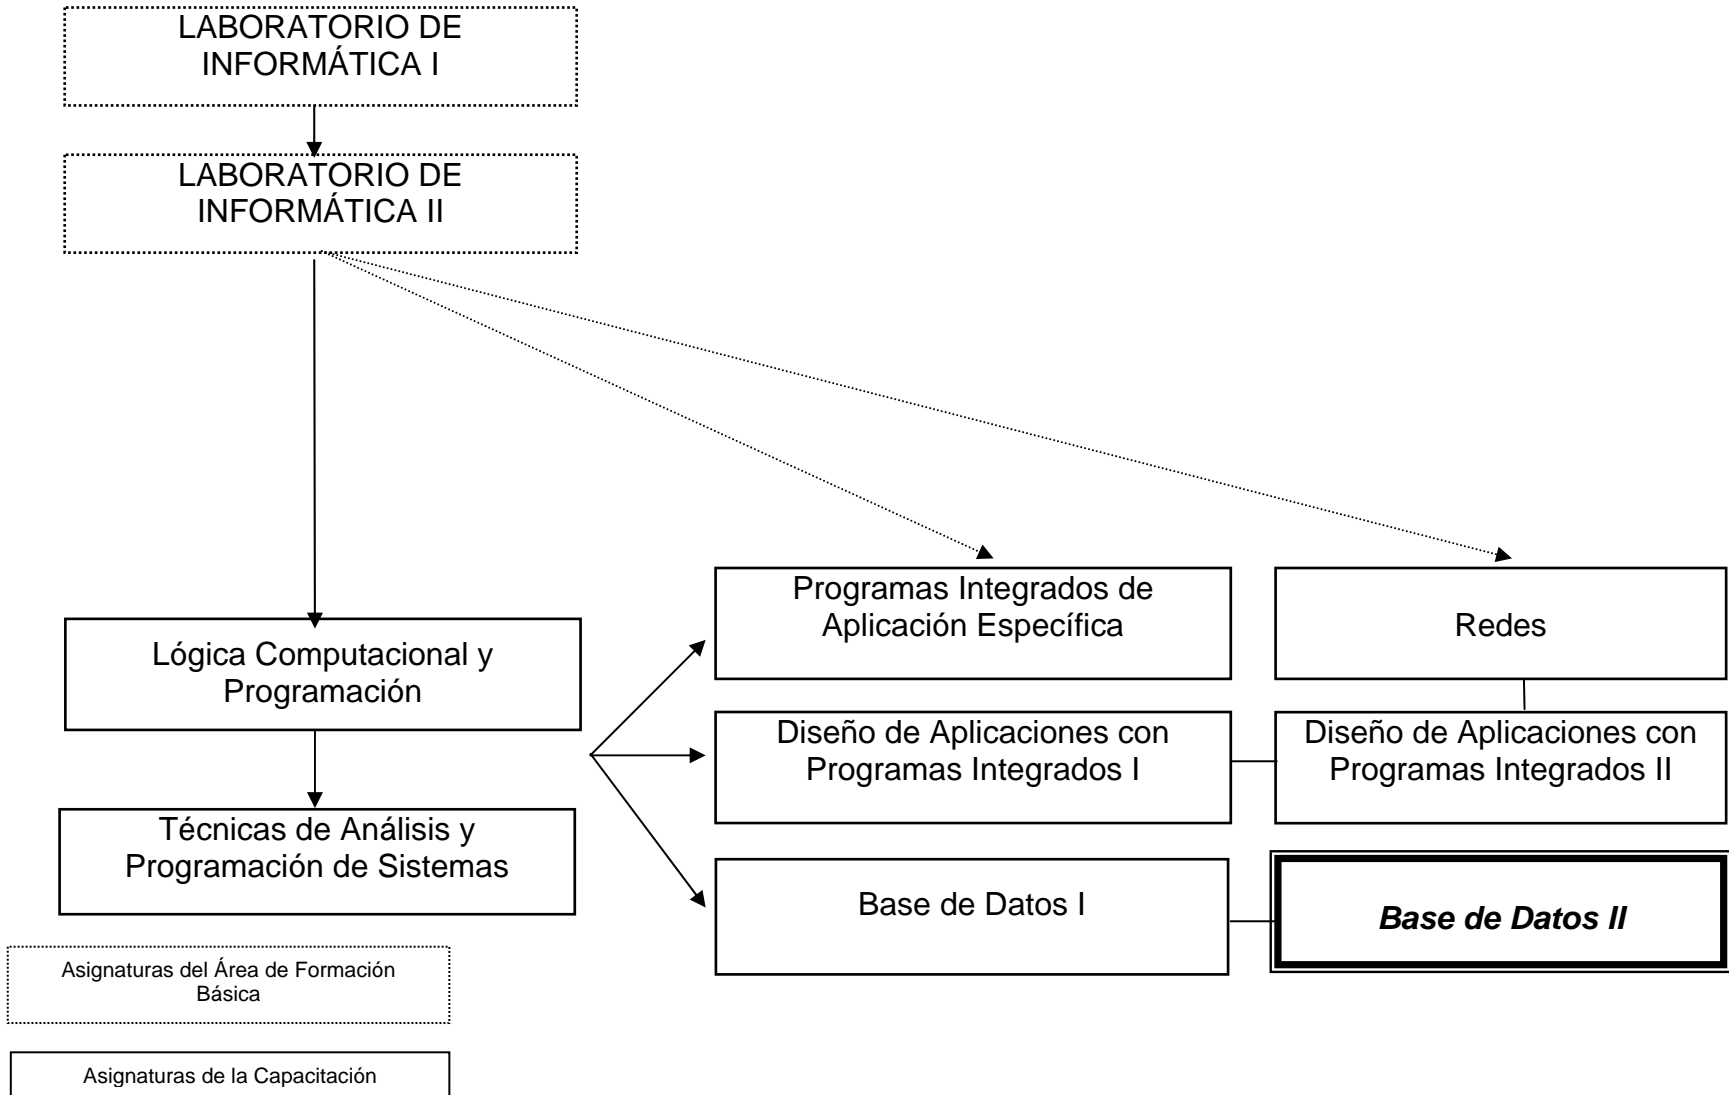 LABORATORIO DE
INFORMÁTICA I
LABORATORIO DE
INFORMÁTICA II
Programas Integrados de
Aplicación Específica
Redes
Lógica Computacional y
Programación
Diseño de Aplicaciones con
Programas Integrados I
Diseño de Aplicaciones con
Programas Integrados II
Técnicas de Análisis y
Programación de Sistemas
Base de Datos I
Base de Datos II
Asignaturas del Área de Formación
Básica
Asignaturas de la Capacitación